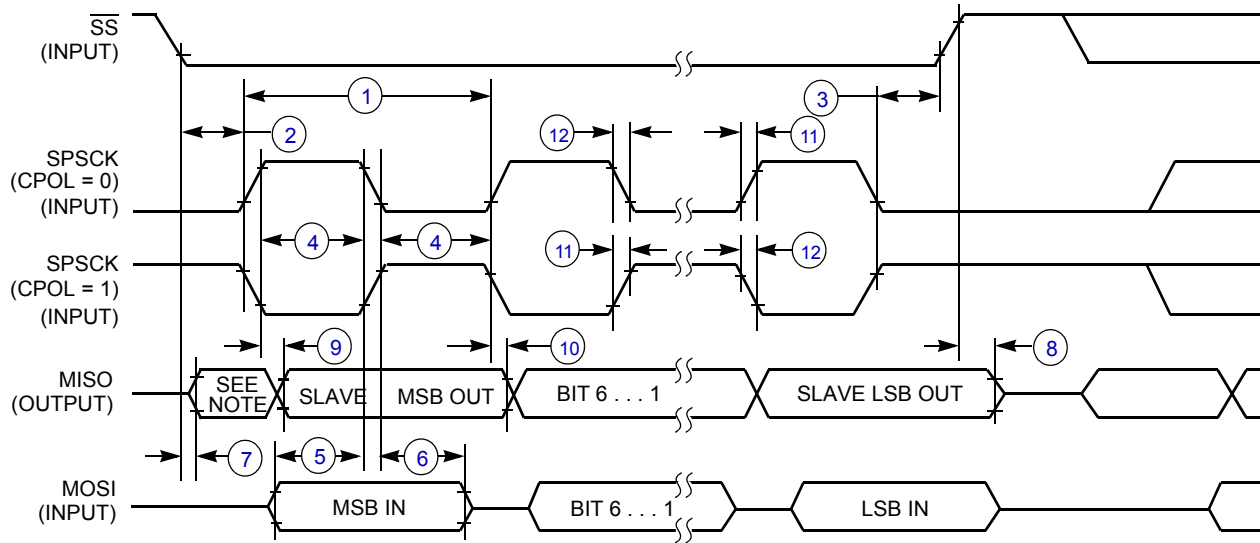 SS
(INPUT)
1
3
2
12
11
SPSCK
(CPOL = 0)
(INPUT)
4
4
11
12
SPSCK
(CPOL = 1)
(INPUT)
9
10
8
MISO
(OUTPUT)
SEE
NOTE
SLAVE
MSB OUT
BIT 6 . . . 1
SLAVE LSB OUT
7
5
6
MOSI
(INPUT)
MSB IN
BIT 6 . . . 1
LSB IN